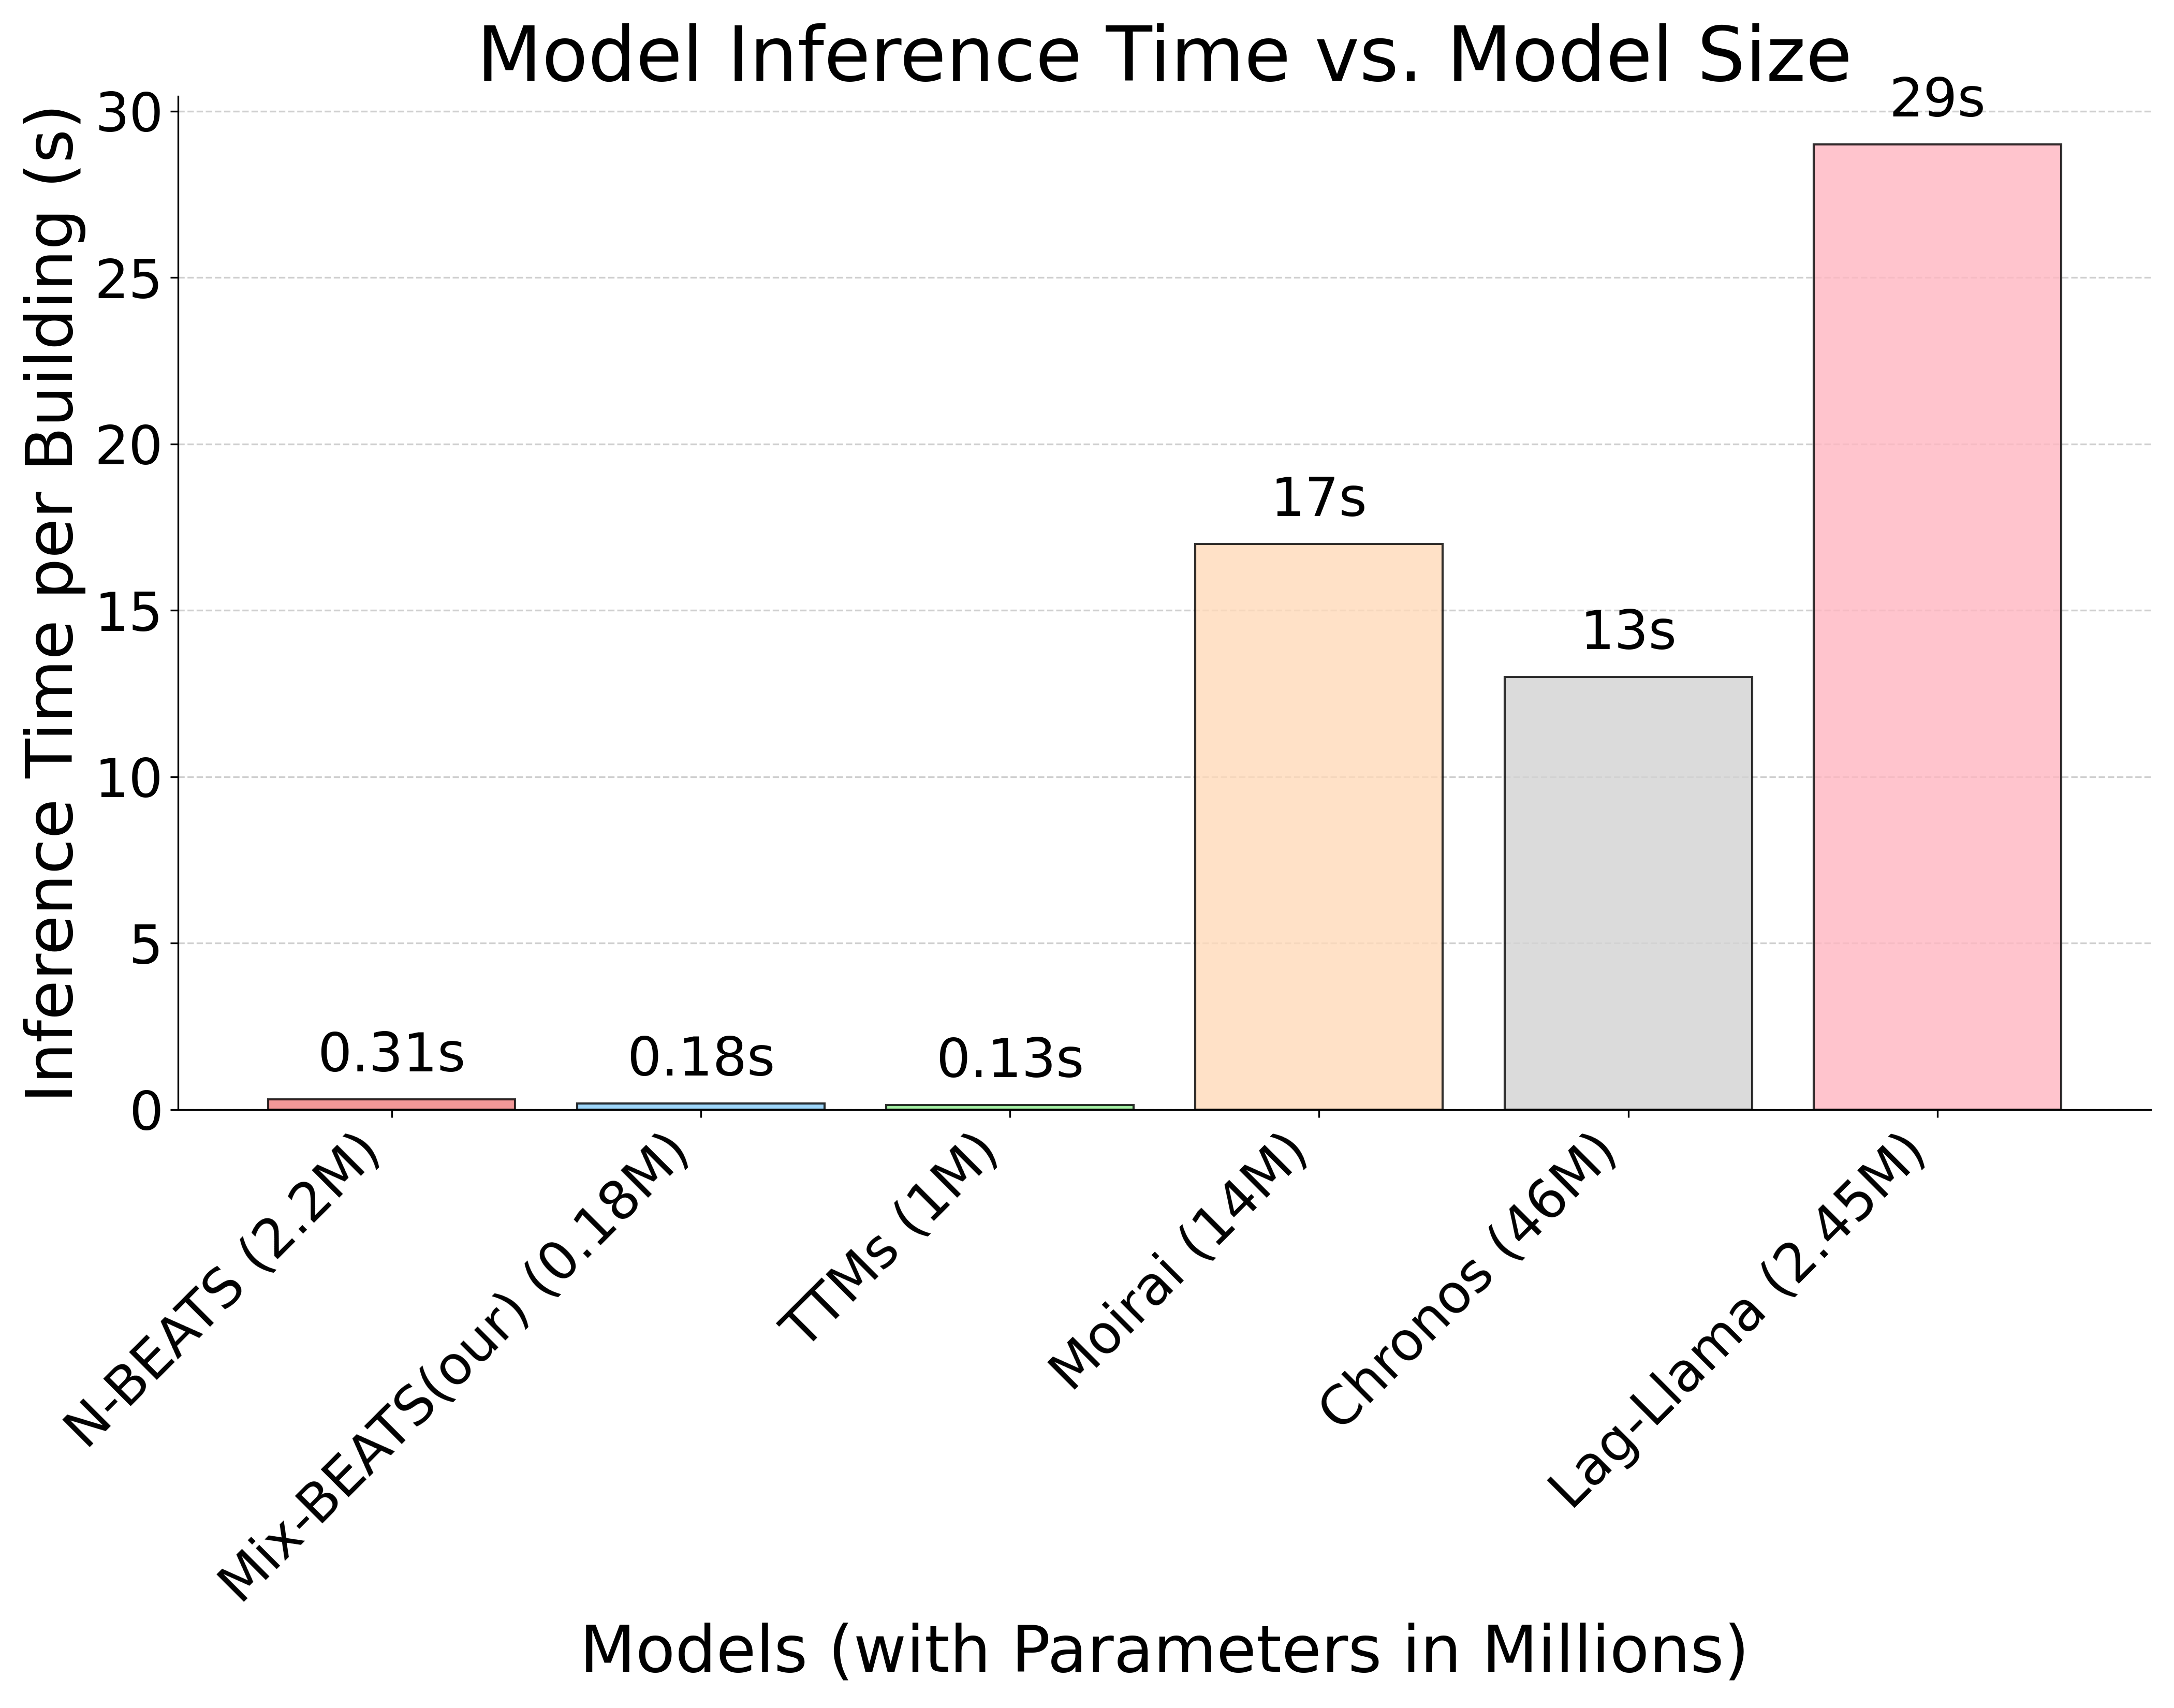 Model Inference Time vs. Model Size
Inference Time per Building (s)
30
25
20
15
10
5
0
0.31s
0.18s
0.13s
17s
13s
29s
N-BEATS (2.2M)
Mix-BEATS(our) (0.18M)
TTMs (1M)
Moirai (14M)
Chronos (46M)
Lag-Llama (2.45M)
Models (with Parameters in Millions)